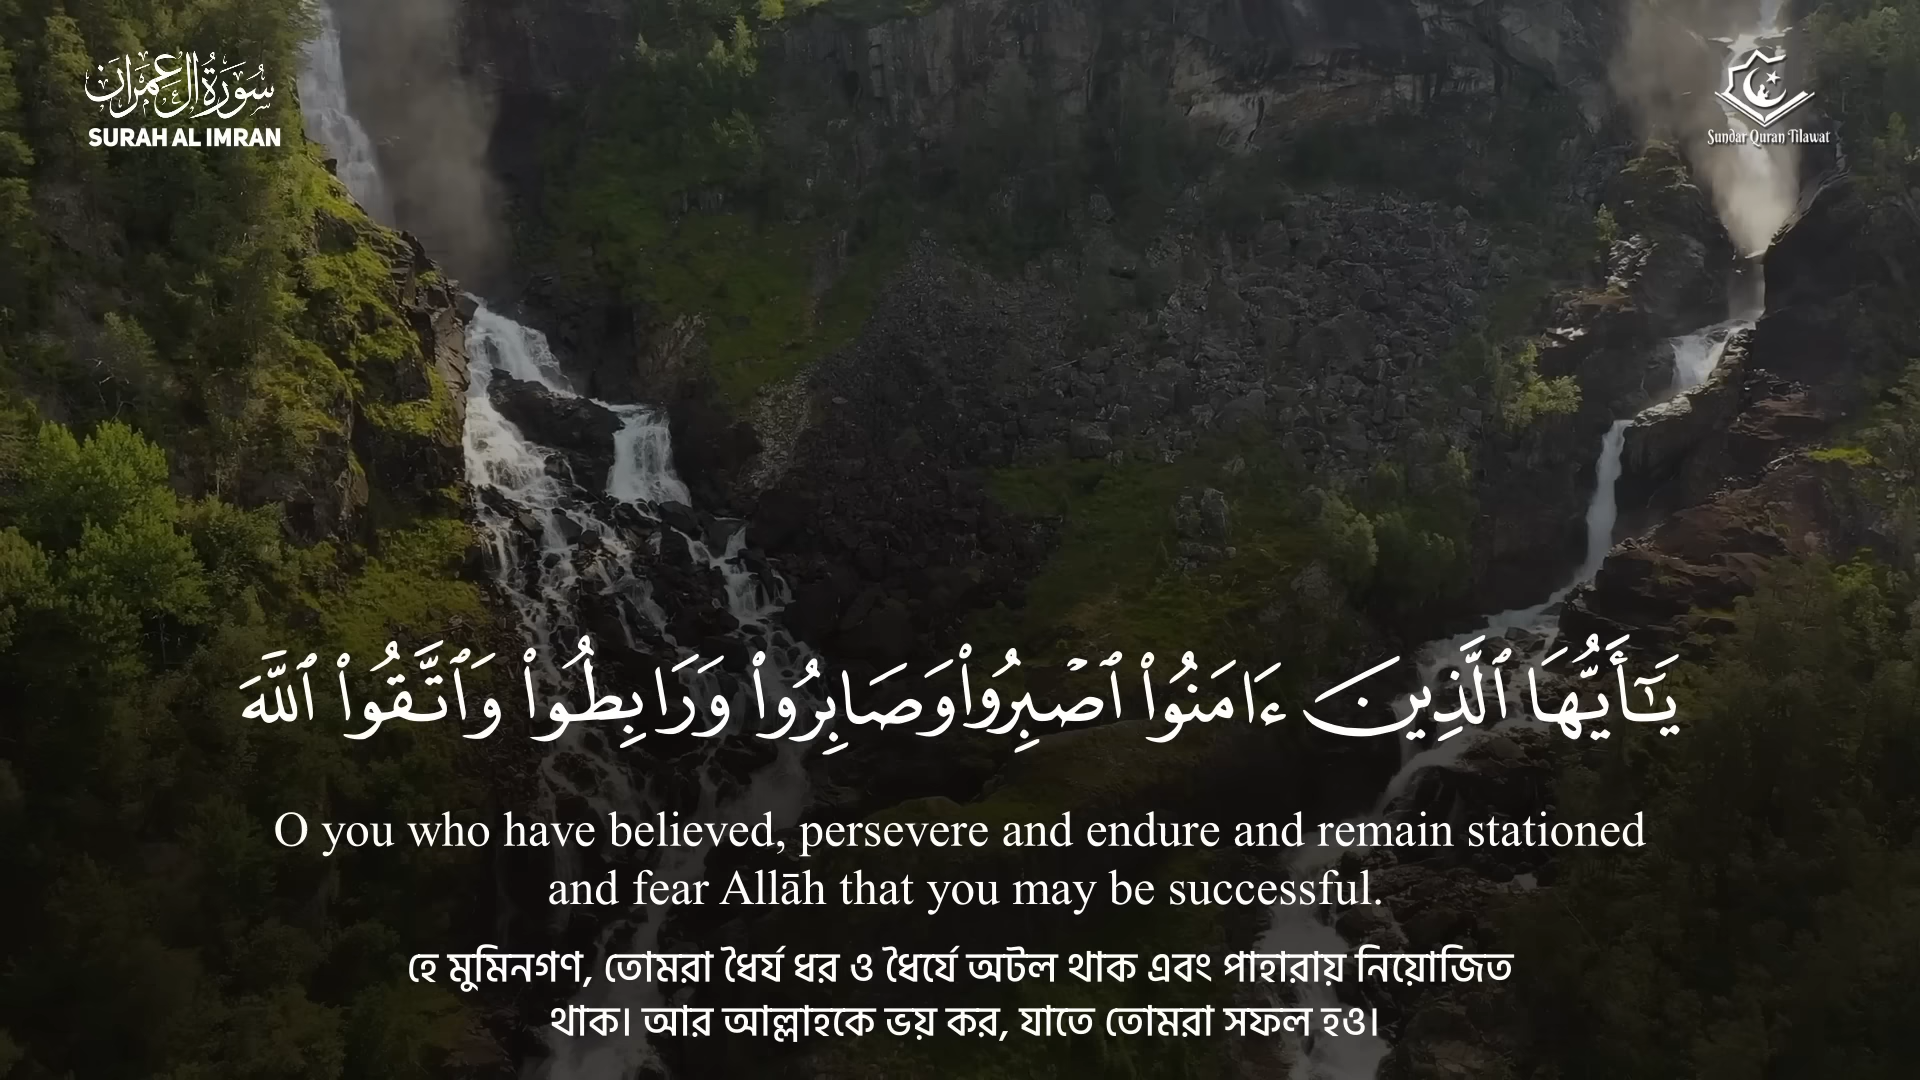 سُورَةُ آلِ عِمْرَان
SURAH AL IMRAN
Sundar Quran Tilawat
يَـٰٓأَيُّهَا ٱلَّذِينَ ءَامَنُوا۟ ٱصْبِرُوا۟ وَصَابِرُوا۟ وَرَابِطُوا۟ وَٱتَّقُوا۟ ٱللَّهَ
O you who have believed, persevere and endure and remain stationed
and fear Allāh that you may be successful.
হে মুমিনগণ, তোমরা ধৈর্য ধর ও ধৈর্যে অটল থাক এবং পাহারায় নিয়োজিত
থাক। আর আল্লাহকে ভয় কর, যাতে তোমরা সফল হও।